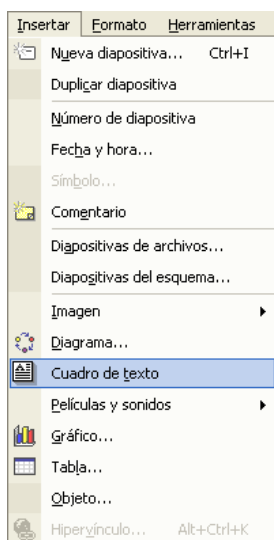 Insertar Formato Herramientas
Nueva diapositiva... Ctrl+I
Duplicar diapositiva
Número de diapositiva
Fecha y hora...
Símbolo...
Comentario
Diapositivas de archivos...
Diapositivas del esquema...
Imagen
Diagrama...
Cuadro de texto
Películas y sonidos
Gráfico...
Tabla...
Objeto...
Hipervínculo... Alt+Ctrl+K